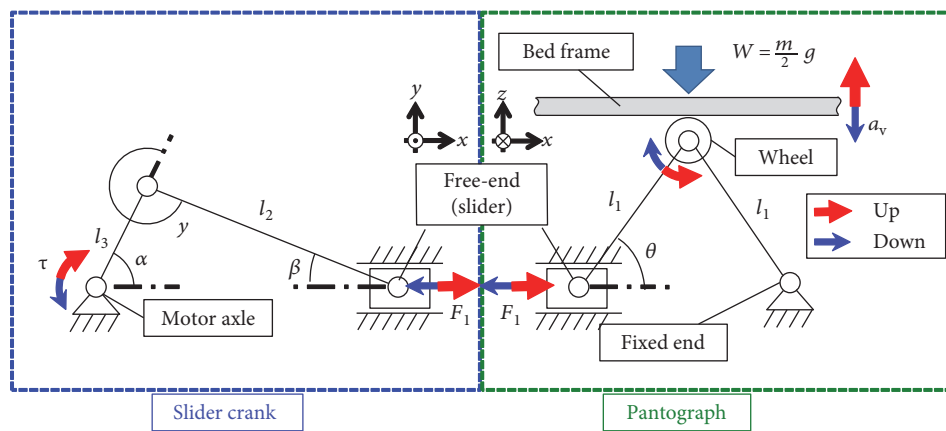 Bed frame
W = m/2 g
a_v
y
x
z
x
Wheel
Free-end
(slider)
l_1
l_1
Up
Down
l_2
y
l_3
τ
α
β
θ
F_1
F_1
Motor axle
Fixed end
Slider crank
Pantograph